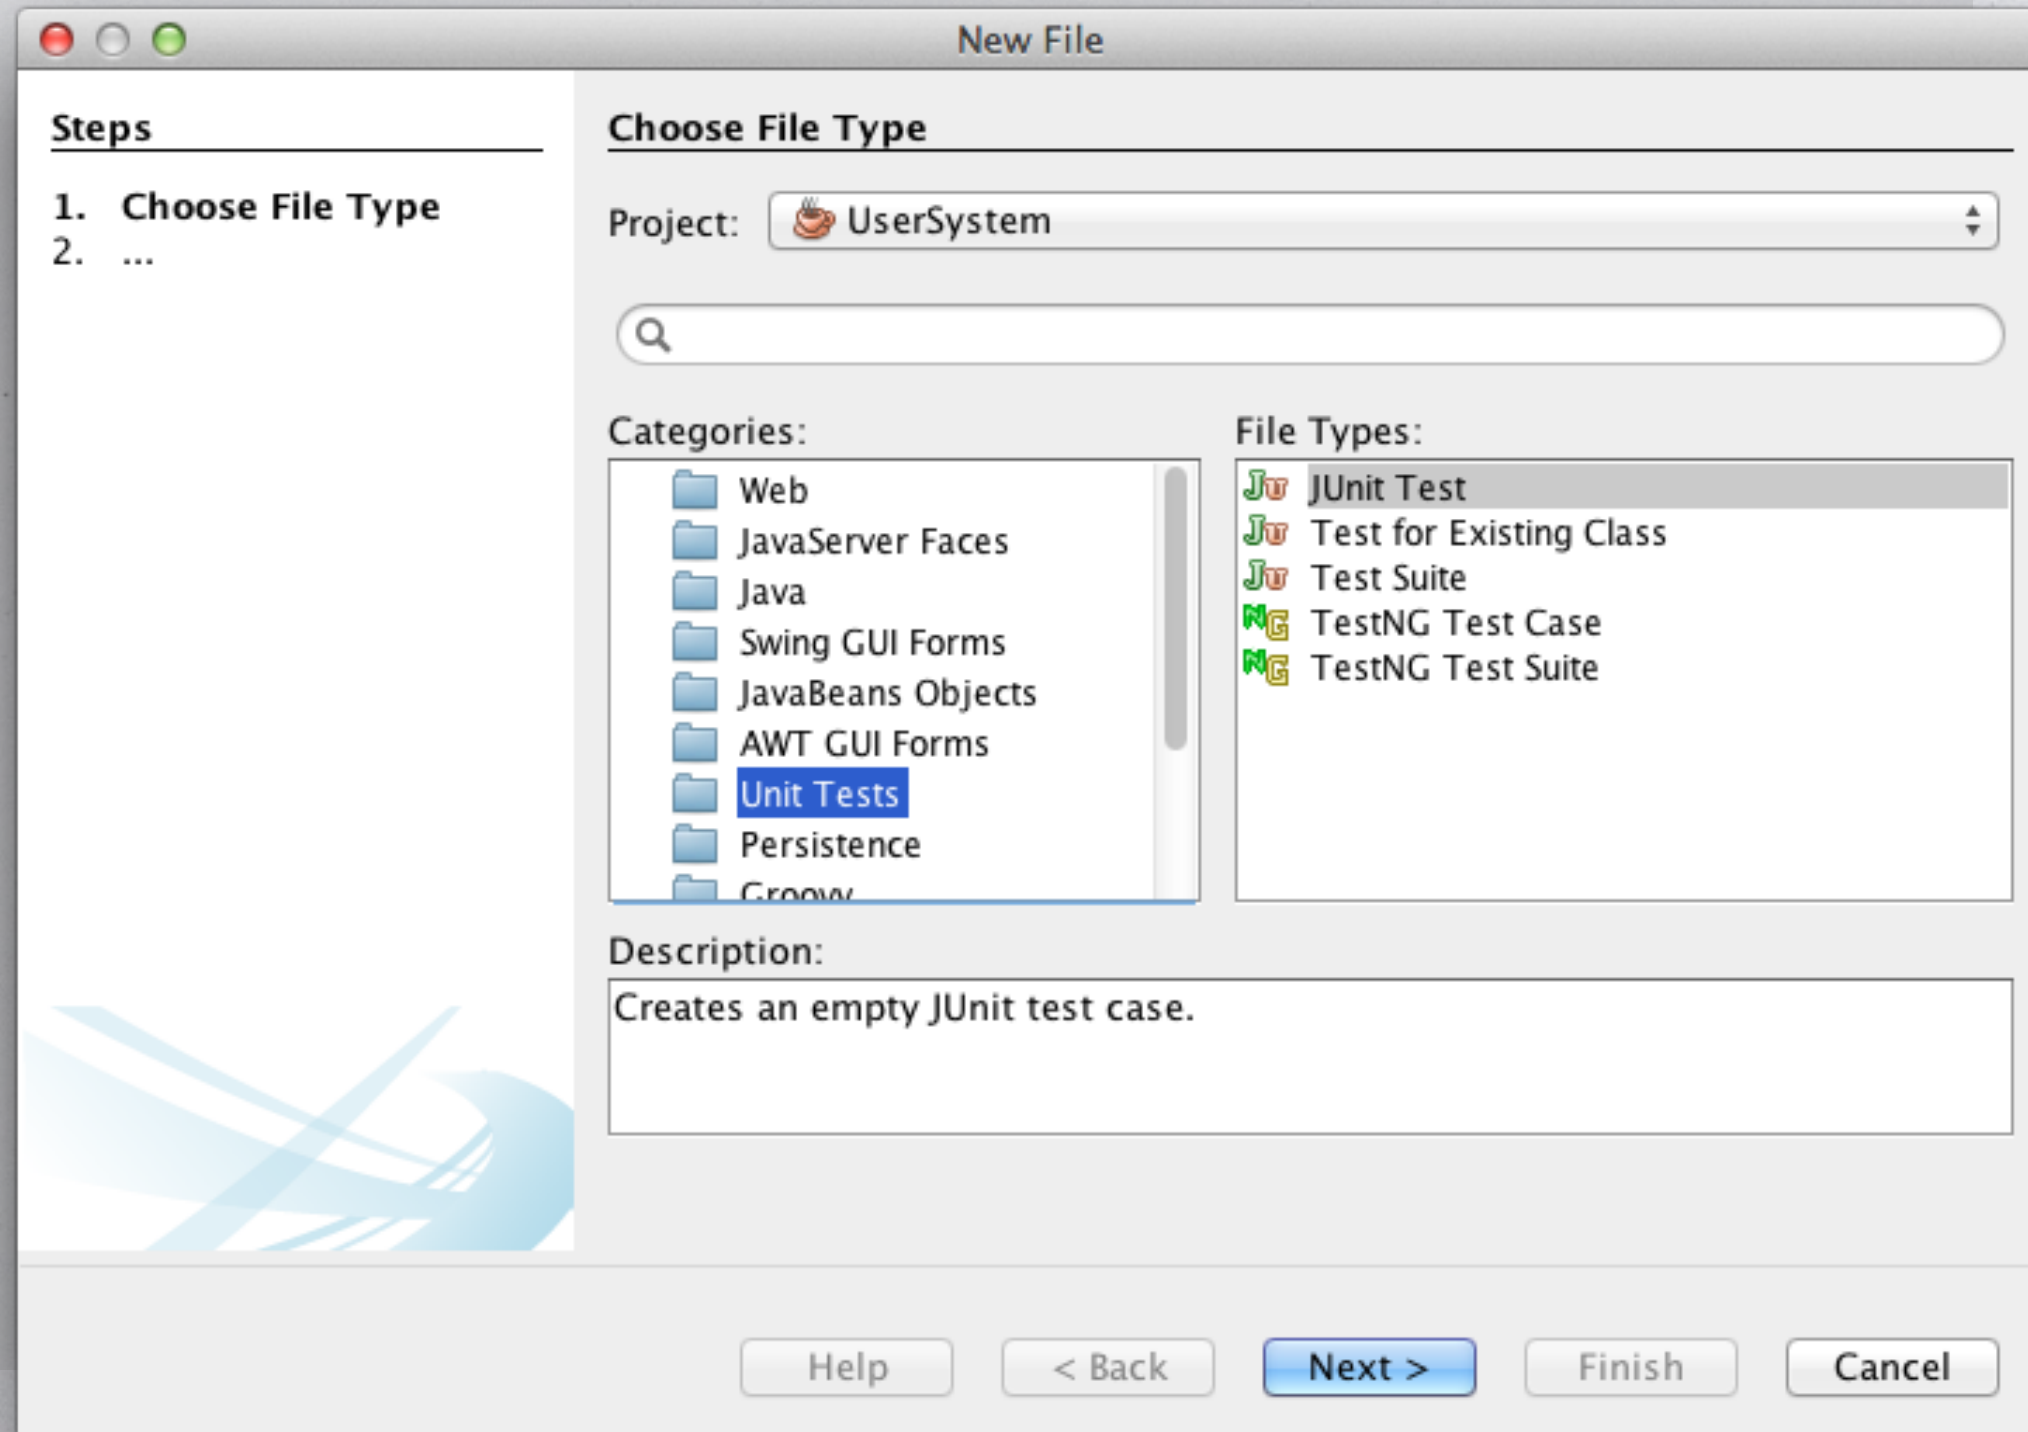 New File
Steps
1. Choose File Type
2. ...
Choose File Type
Project: UserSystem
Categories:
Web
JavaServer Faces
Java
Swing GUI Forms
JavaBeans Objects
AWT GUI Forms
Unit Tests
Persistence
Groovy
File Types:
JUnit Test
Test for Existing Class
Test Suite
TestNG Test Case
TestNG Test Suite
Description:
Creates an empty JUnit test case.
Help
< Back
Next >
Finish
Cancel